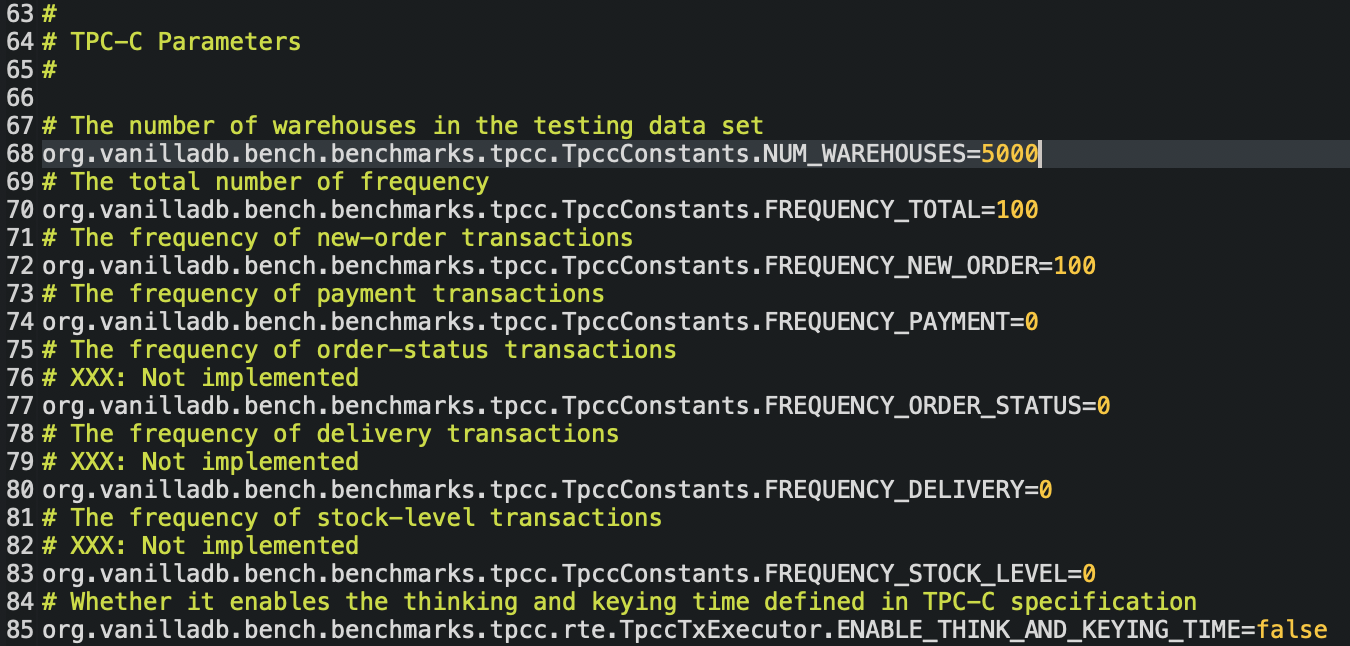 63 #
64 # TPC-C Parameters
65 #
66
67 # The number of warehouses in the testing data set
68 org.vanilladb.bench.benchmarks.tpcc.TpccConstants.NUM_WAREHOUSES=5000
69 # The total number of frequency
70 org.vanilladb.bench.benchmarks.tpcc.TpccConstants.FREQUENCY_TOTAL=100
71 # The frequency of new-order transactions
72 org.vanilladb.bench.benchmarks.tpcc.TpccConstants.FREQUENCY_NEW_ORDER=100
73 # The frequency of payment transactions
74 org.vanilladb.bench.benchmarks.tpcc.TpccConstants.FREQUENCY_PAYMENT=0
75 # The frequency of order-status transactions
76 # XXX: Not implemented
77 org.vanilladb.bench.benchmarks.tpcc.TpccConstants.FREQUENCY_ORDER_STATUS=0
78 # The frequency of delivery transactions
79 # XXX: Not implemented
80 org.vanilladb.bench.benchmarks.tpcc.TpccConstants.FREQUENCY_DELIVERY=0
81 # The frequency of stock-level transactions
82 # XXX: Not implemented
83 org.vanilladb.bench.benchmarks.tpcc.TpccConstants.FREQUENCY_STOCK_LEVEL=0
84 # Whether it enables the thinking and keying time defined in TPC-C specification
85 org.vanilladb.bench.benchmarks.tpcc.rte.TpccTxExecutor.ENABLE_THINK_AND_KEYING_TIME=false